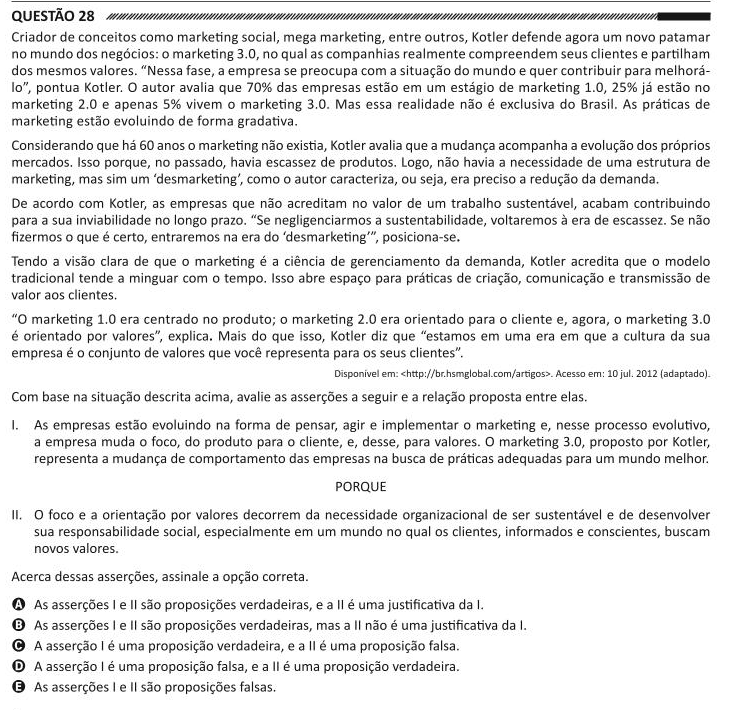 QUESTÃO 28
Criador de conceitos como marketing social, mega marketing, entre outros, Kotler defende agora um novo patamar
no mundo dos negócios: o marketing 3.0, no qual as companhias realmente compreendem seus clientes e partilham
dos mesmos valores. “Nessa fase, a empresa se preocupa com a situação do mundo e quer contribuir para melhorá-
lo”, pontua Kotler. O autor avalia que 70% das empresas estão em um estágio de marketing 1.0, 25% já estão no
marketing 2.0 e apenas 5% vivem o marketing 3.0. Mas essa realidade não é exclusiva do Brasil. As práticas de
marketing estão evoluindo de forma gradativa.
Considerando que há 60 anos o marketing não existia, Kotler avalia que a mudança acompanha a evolução dos próprios
mercados. Isso porque, no passado, havia escassez de produtos. Logo, não havia a necessidade de uma estrutura de
marketing, mas sim um ‘desmarketing’, como o autor caracteriza, ou seja, era preciso a redução da demanda.
De acordo com Kotler, as empresas que não acreditam no valor de um trabalho sustentável, acabam contribuindo
para a sua inviabilidade no longo prazo. “Se negligenciarmos a sustentabilidade, voltaremos à era de escassez. Se não
fizermos o que é certo, entraremos na era do ‘desmarketing’”, posiciona-se.
Tendo a visão clara de que o marketing é a ciência de gerenciamento da demanda, Kotler acredita que o modelo
tradicional tende a minguar com o tempo. Isso abre espaço para práticas de criação, comunicação e transmissão de
valor aos clientes.
“O marketing 1.0 era centrado no produto; o marketing 2.0 era orientado para o cliente e, agora, o marketing 3.0
é orientado por valores”, explica. Mais do que isso, Kotler diz que “estamos em uma era em que a cultura da sua
empresa é o conjunto de valores que você representa para os seus clientes”.
Disponível em: <http://br.hsmglobal.com/artigos>. Acesso em: 10 jul. 2012 (adaptado).
Com base na situação descrita acima, avalie as asserções a seguir e a relação proposta entre elas.
I. As empresas estão evoluindo na forma de pensar, agir e implementar o marketing e, nesse processo evolutivo,
a empresa muda o foco, do produto para o cliente, e, desse, para valores. O marketing 3.0, proposto por Kotler,
representa a mudança de comportamento das empresas na busca de práticas adequadas para um mundo melhor.
PORQUE
II. O foco e a orientação por valores decorrem da necessidade organizacional de ser sustentável e de desenvolver
sua responsabilidade social, especialmente em um mundo no qual os clientes, informados e conscientes, buscam
novos valores.
Acerca dessas asserções, assinale a opção correta.
A As asserções I e II são proposições verdadeiras, e a II é uma justificativa da I.
B As asserções I e II são proposições verdadeiras, mas a II não é uma justificativa da I.
C A asserção I é uma proposição verdadeira, e a II é uma proposição falsa.
D A asserção I é uma proposição falsa, e a II é uma proposição verdadeira.
E As asserções I e II são proposições falsas.